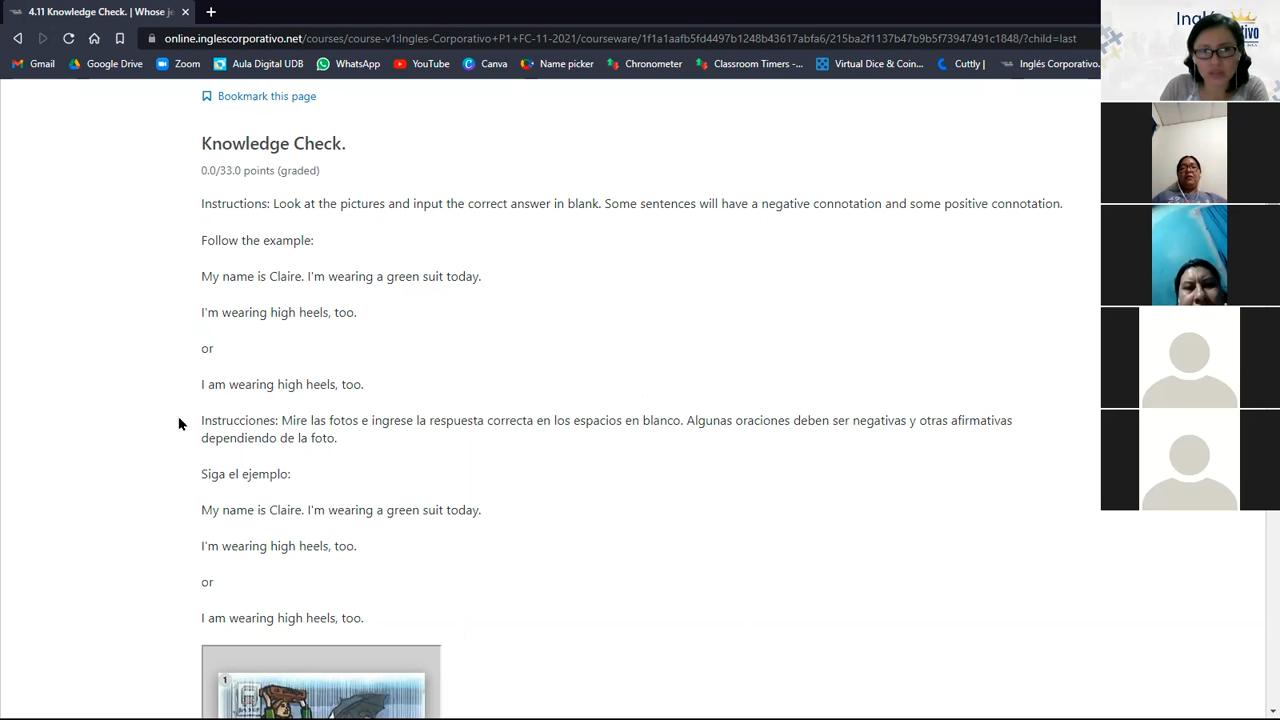 4.11 Knowledge Check. | Whose je
online.inglescorporativo.net/courses/course-v1:Ingles-Corporativo+P1+FC-11-2021/courseware/1f1a1aafb5fd4497b1248b43617abfa6/215ba2f1137b47b9b5f73947491c1848/?child=last
Gmail Google Drive Zoom Aula Digital UDB WhatsApp YouTube Canva Name picker Chronometer Classroom Timers -... Virtual Dice & Coin... Cuttly | Inglés Corporativo.
Bookmark this page
Knowledge Check.
0.0/33.0 points (graded)
Instructions: Look at the pictures and input the correct answer in blank. Some sentences will have a negative connotation and some positive connotation.
Follow the example:
My name is Claire. I'm wearing a green suit today.
I'm wearing high heels, too.
or
I am wearing high heels, too.
Instrucciones: Mire las fotos e ingrese la respuesta correcta en los espacios en blanco. Algunas oraciones deben ser negativas y otras afirmativas
dependiendo de la foto.
Siga el ejemplo:
My name is Claire. I'm wearing a green suit today.
I'm wearing high heels, too.
or
I am wearing high heels, too.
1